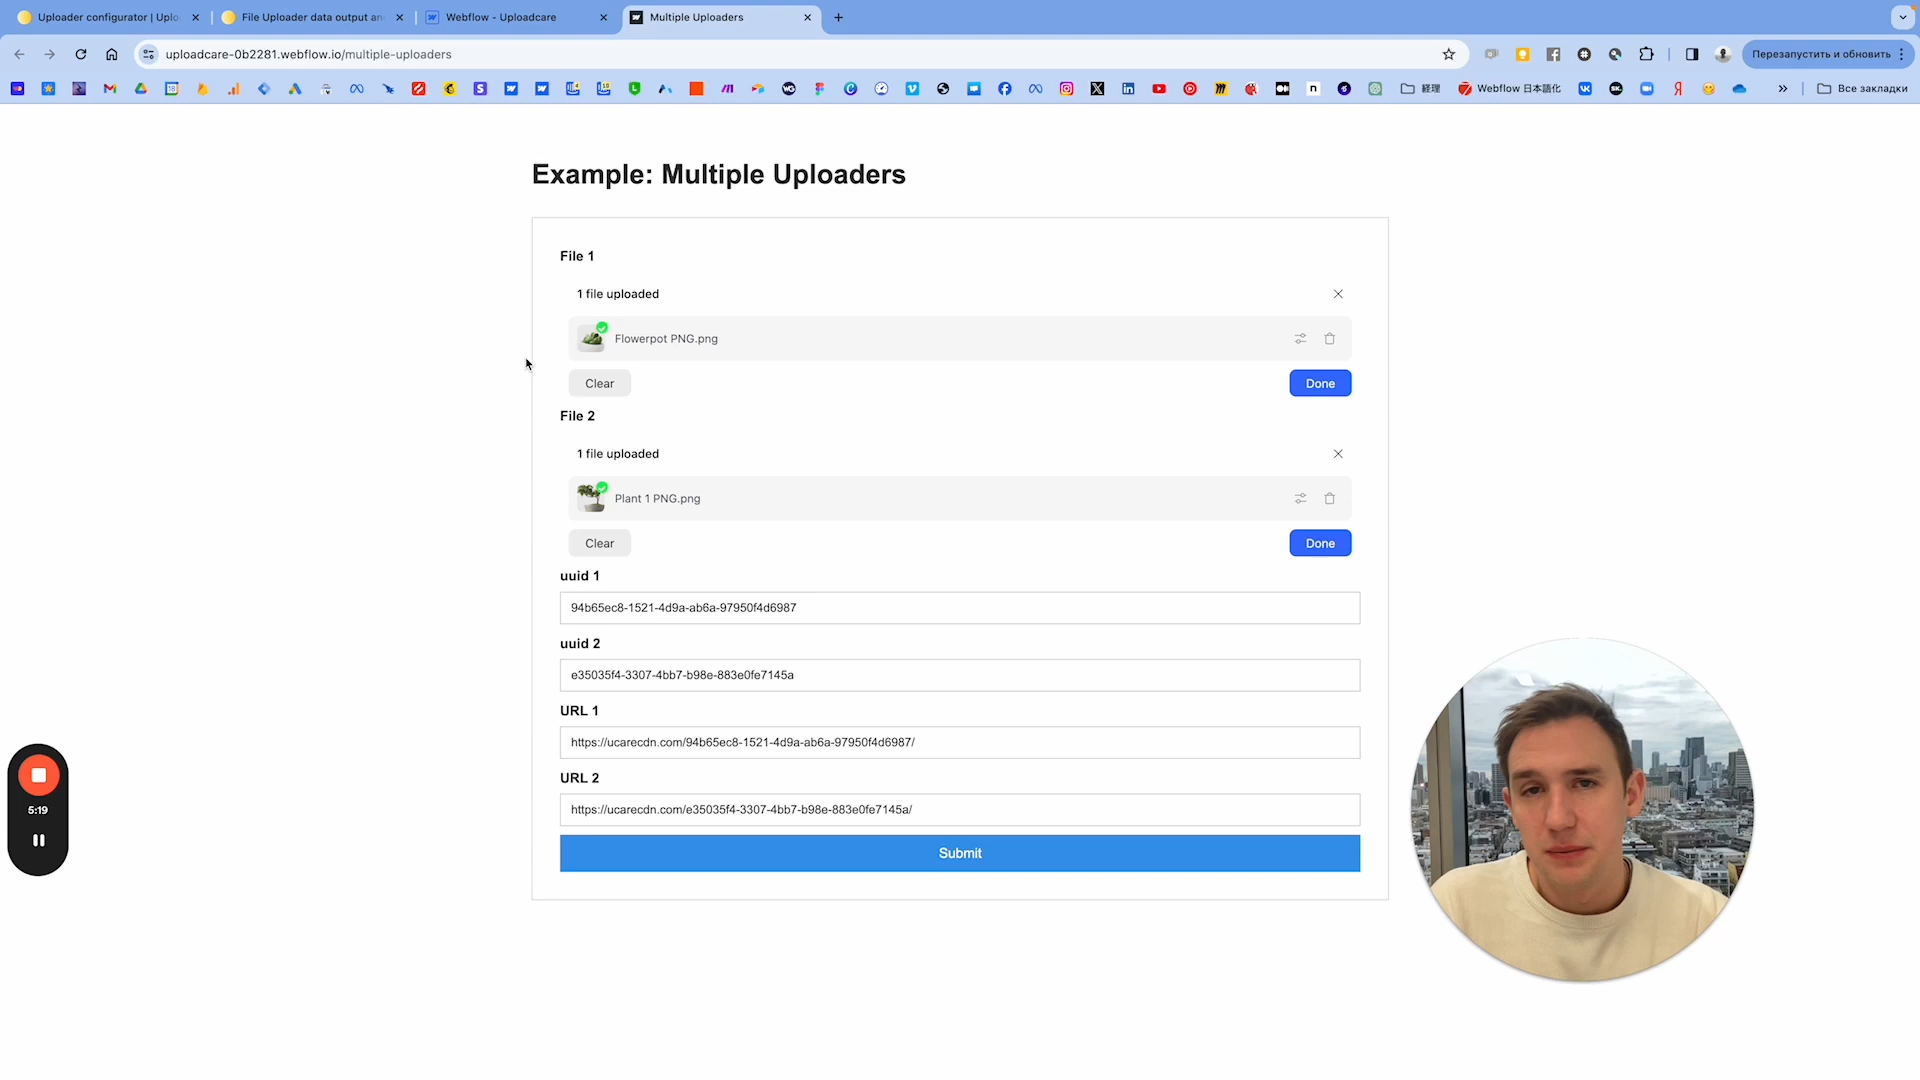 Uploader configurator | Uplo
File Uploader data output an
Webflow - Uploadcare
Multiple Uploaders
uploadcare-0b2281.webflow.io/multiple-uploaders
Перезапустить и обновить
経理
Webflow 日本語化
Все закладки
Example: Multiple Uploaders
File 1
1 file uploaded
Flowerpot PNG.png
Clear
Done
File 2
1 file uploaded
Plant 1 PNG.png
Clear
Done
uuid 1
94b65ec8-1521-4d9a-ab6a-97950f4d6987
uuid 2
e35035f4-3307-4bb7-b98e-883e0fe7145a
URL 1
https://ucarecdn.com/94b65ec8-1521-4d9a-ab6a-97950f4d6987/
URL 2
https://ucarecdn.com/e35035f4-3307-4bb7-b98e-883e0fe7145a/
Submit
5:19